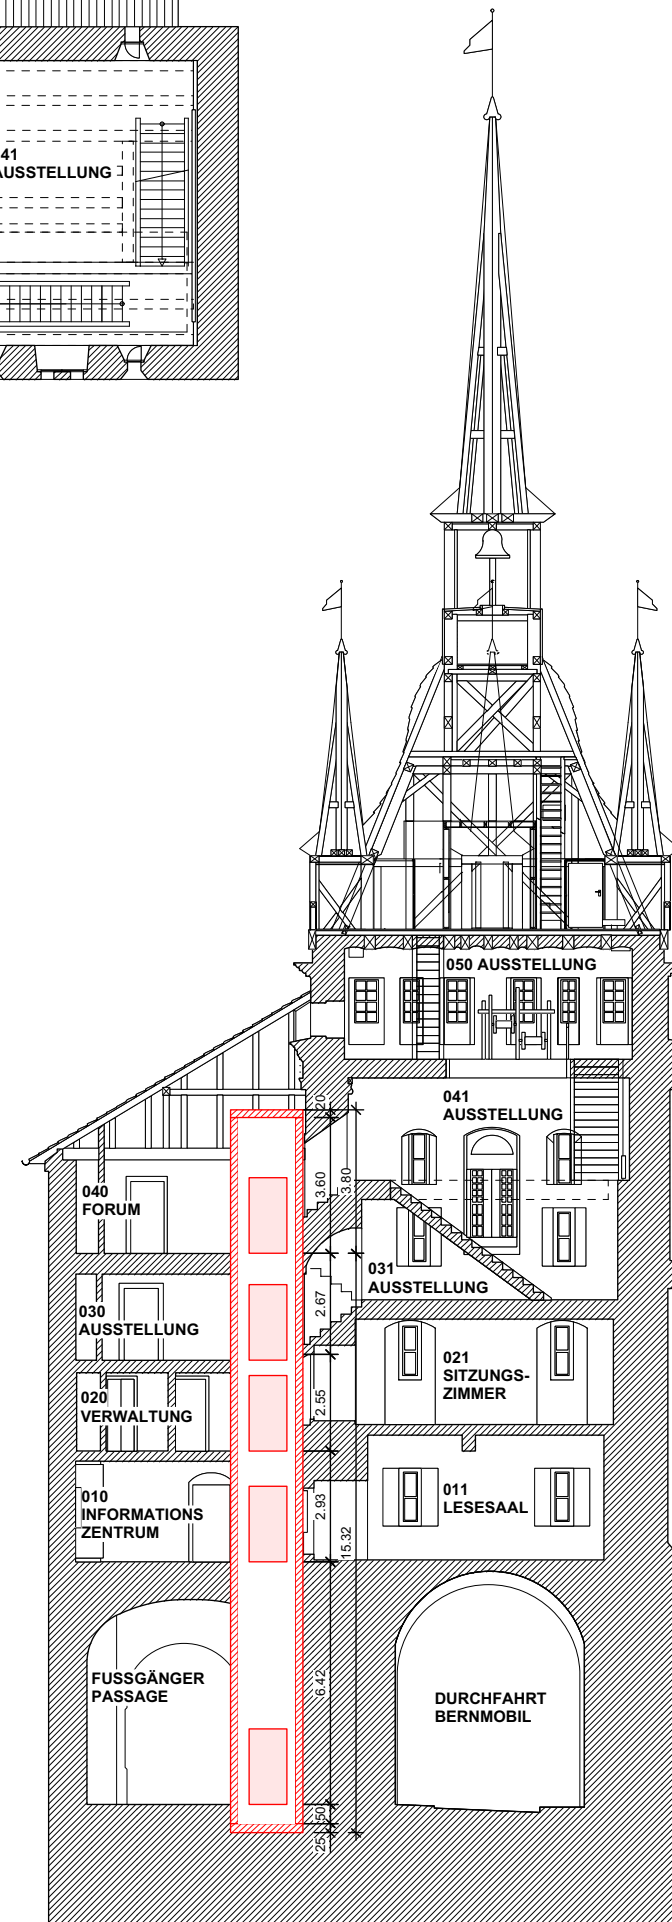 41
AUSSTELLUNG
050 AUSSTELLUNG
041
AUSSTELLUNG
20
3.60
3.80
040
FORUM
031
AUSSTELLUNG
030
AUSSTELLUNG
2.67
021
SITZUNGS-
ZIMMER
020
VERWALTUNG
2.55
010
INFORMATIONS
ZENTRUM
2.93
15.32
011
LESESAAL
FUSSGÄNGER
PASSAGE
6.42
DURCHFAHRT
BERNMOBIL
50
25